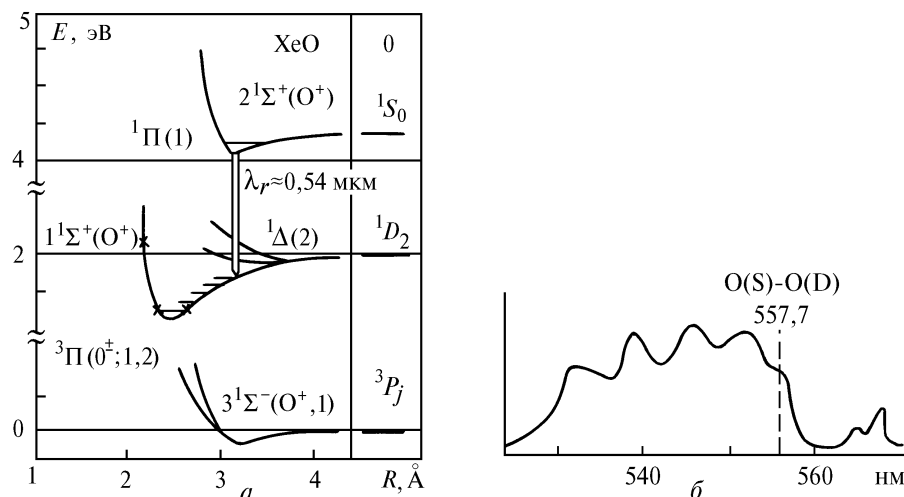 5
E, эВ
XeO
0
2¹Σ⁺(O⁺)
¹S₀
¹Π(1)
4
λᵣ≈0,54 мкм
1¹Σ⁺(O⁺)
¹Δ(2)
¹D₂
2
O(S)-O(D)
557,7
³Π(0±;1,2)
3¹Σ⁻(O⁺,1)
³Pⱼ
0
1
2
3
4
R, Å
а
540
560
нм
б